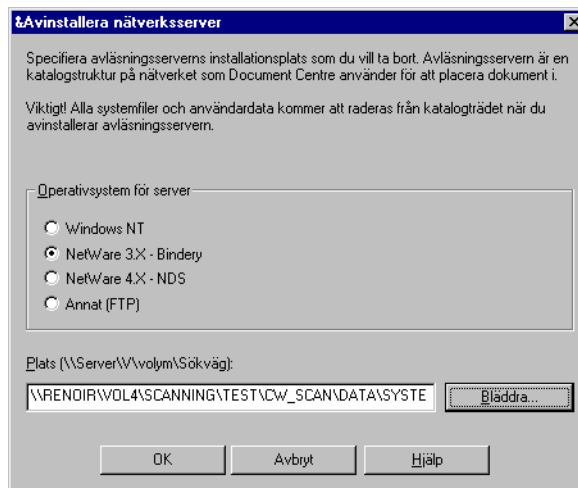 &Avinstallera nätverksserver
Specifiera avläsningsserverns installationsplats som du vill ta bort. Avläsningsservern är en
katalogstruktur på nätverket som Document Centre använder för att placera dokument i.
Viktigt! Alla systemfiler och användardata kommer att raderas från katalogträdet när du
avinstallerar avläsningsservern.
Operativsystem för server
Windows NT
NetWare 3.X - Bindery
NetWare 4.X - NDS
Annat (FTP)
Plats (\\Server\V\volym\Sökväg):
\\RENOIR\VOL4\SCANNING\TEST\CW_SCAN\DATA\SYSTE
Bläddra...
OK
Avbryt
Hjälp